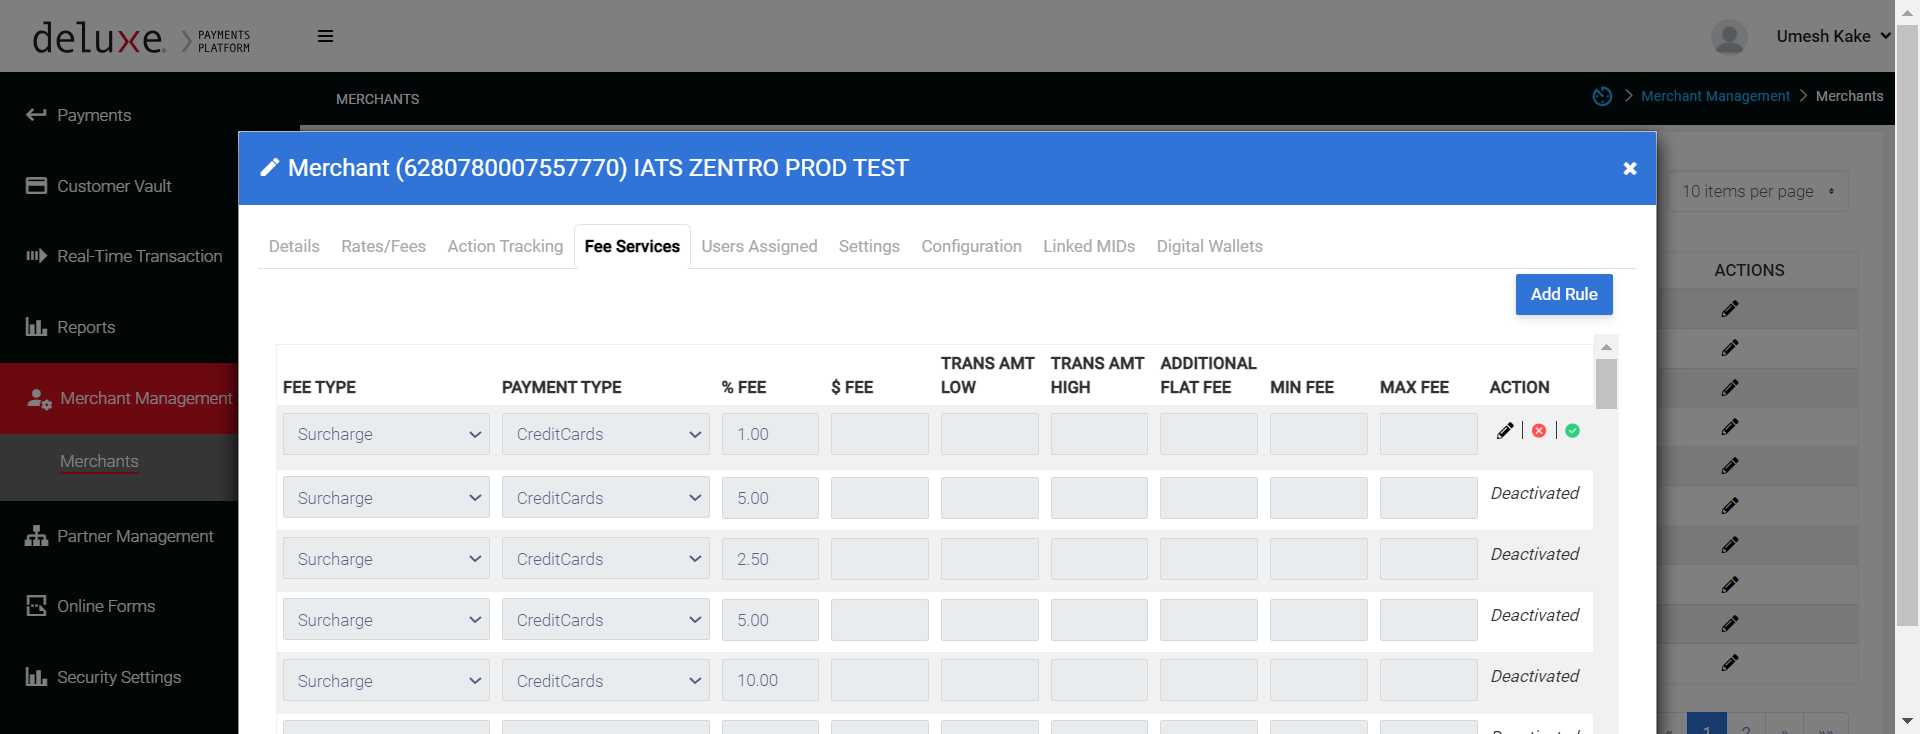 deluxe. PAYMENTS PLATFORM
Umesh Kake
MERCHANTS
Merchant Management
Merchants
Payments
Customer Vault
Real-Time Transaction
Reports
Merchant Management
Merchants
Partner Management
Online Forms
Security Settings
Merchant (6280780007557770) IATS ZENTRO PROD TEST
10 items per page
Details Rates/Fees Action Tracking Fee Services Users Assigned Settings Configuration Linked MIDs Digital Wallets
ACTIONS
Add Rule
FEE TYPE PAYMENT TYPE % FEE $ FEE TRANS AMT LOW TRANS AMT HIGH ADDITIONAL FLAT FEE MIN FEE MAX FEE ACTION
Surcharge CreditCards 1.00
Surcharge CreditCards 5.00 Deactivated
Surcharge CreditCards 2.50 Deactivated
Surcharge CreditCards 5.00 Deactivated
Surcharge CreditCards 10.00 Deactivated
Deactivated
« 1 2 » »»